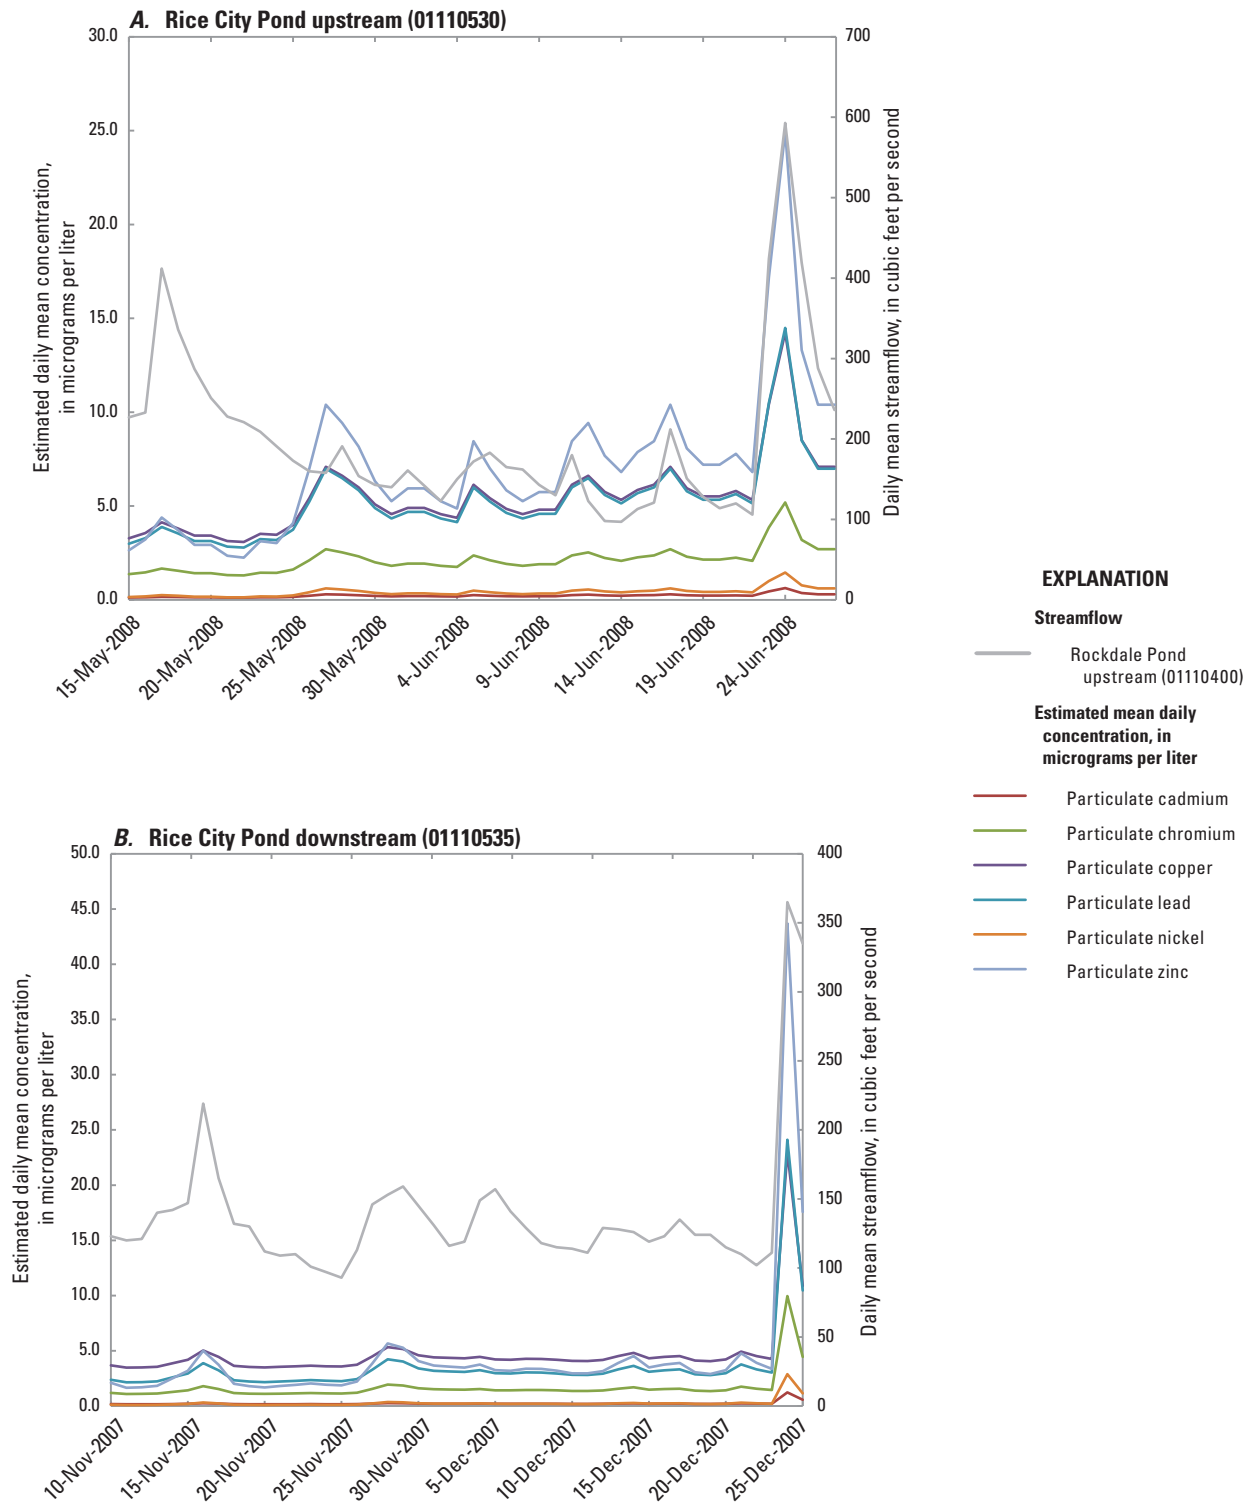 A. Rice City Pond upstream (01110530)
30.0
25.0
20.0
15.0
10.0
5.0
0.0
Estimated daily mean concentration,
in micrograms per liter
700
600
500
400
300
200
100
0
Daily mean streamflow, in cubic feet per second
15-May-2008
20-May-2008
25-May-2008
30-May-2008
4-Jun-2008
9-Jun-2008
14-Jun-2008
19-Jun-2008
24-Jun-2008
EXPLANATION
Streamflow
Rockdale Pond
upstream (01110400)
Estimated mean daily
concentration, in
micrograms per liter
Particulate cadmium
Particulate chromium
Particulate copper
Particulate lead
Particulate nickel
Particulate zinc
B. Rice City Pond downstream (01110535)
50.0
45.0
40.0
35.0
30.0
25.0
20.0
15.0
10.0
5.0
0.0
Estimated daily mean concentration,
in micrograms per liter
400
350
300
250
200
150
100
50
0
Daily mean streamflow, in cubic feet per second
10-Nov-2007
15-Nov-2007
20-Nov-2007
25-Nov-2007
30-Nov-2007
5-Dec-2007
10-Dec-2007
15-Dec-2007
20-Dec-2007
25-Dec-2007